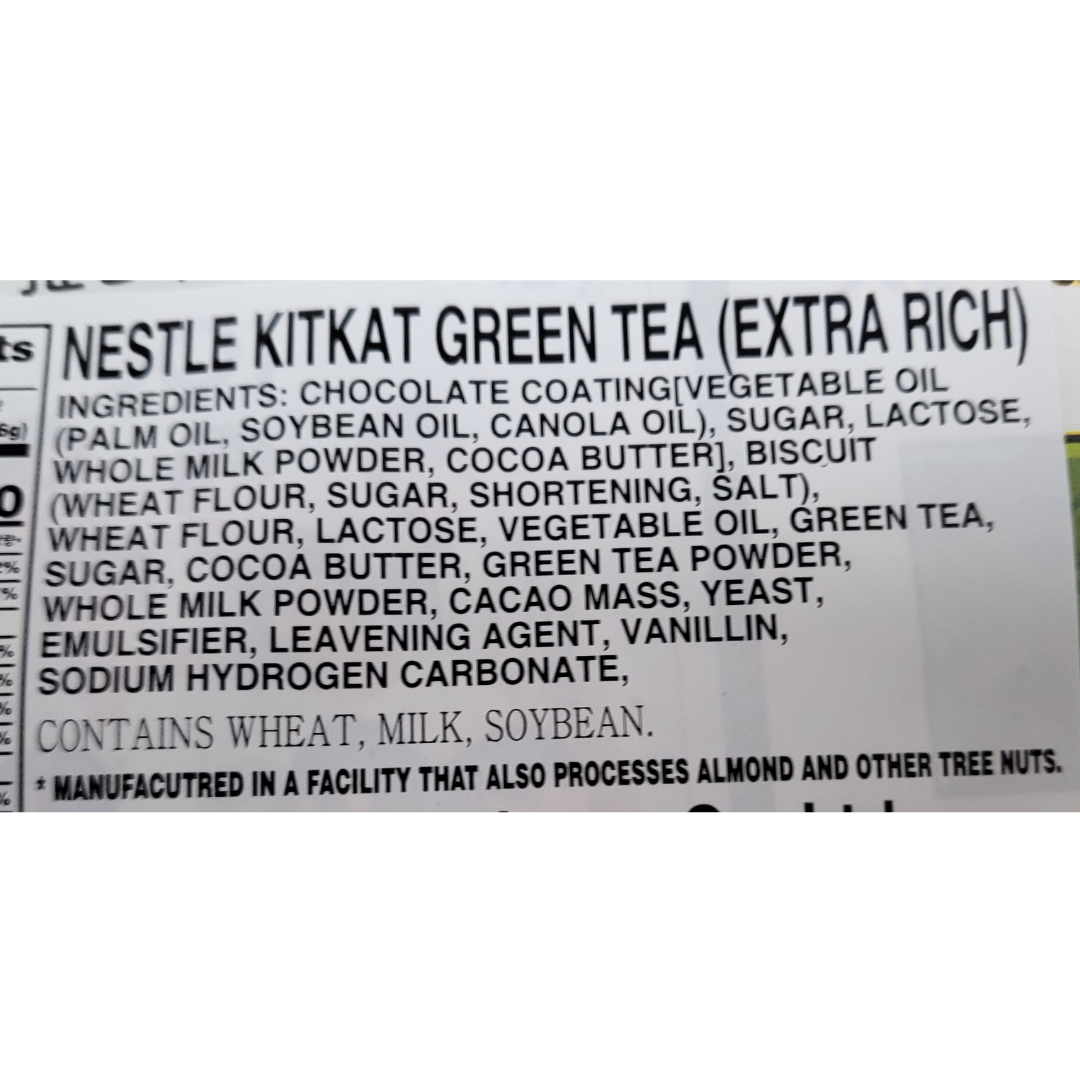 ts
6g)
0
%
%
%
%
%
%
%
NESTLE KITKAT GREEN TEA (EXTRA RICH)
INGREDIENTS: CHOCOLATE COATING[VEGETABLE OIL
(PALM OIL, SOYBEAN OIL, CANOLA OIL), SUGAR, LACTOSE,
WHOLE MILK POWDER, COCOA BUTTER], BISCUIT
(WHEAT FLOUR, SUGAR, SHORTENING, SALT),
WHEAT FLOUR, LACTOSE, VEGETABLE OIL, GREEN TEA,
SUGAR, COCOA BUTTER, GREEN TEA POWDER,
WHOLE MILK POWDER, CACAO MASS, YEAST,
EMULSIFIER, LEAVENING AGENT, VANILLIN,
SODIUM HYDROGEN CARBONATE,
CONTAINS WHEAT, MILK, SOYBEAN.
* MANUFACUTRED IN A FACILITY THAT ALSO PROCESSES ALMOND AND OTHER TREE NUTS.